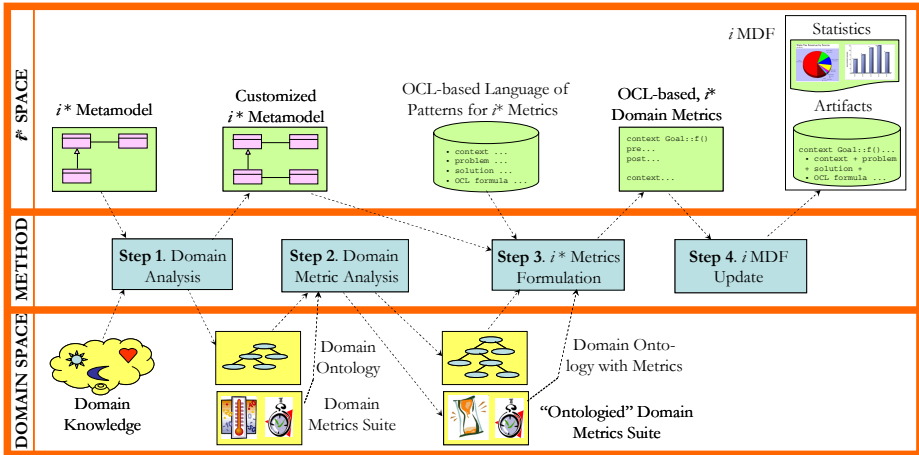 i* SPACE
i MDF
Statistics
Artifacts
context Goal::f()...
• context + problem
+ solution +
• OCL formula ...
i* Metamodel
Customized
i* Metamodel
OCL-based Language of
Patterns for i* Metrics
• context ...
• problem ...
• solution ...
• OCL formula ...
OCL-based, i*
Domain Metrics
context Goal::f()
pre...
post...
context...
METHOD
Step 1. Domain
Analysis
Step 2. Domain
Metric Analysis
Step 3. i* Metrics
Formulation
Step 4. i MDF
Update
DOMAIN SPACE
Domain
Knowledge
Domain
Ontology
Domain
Metrics Suite
Domain Onto-
logy with Metrics
“Ontologied” Domain
Metrics Suite